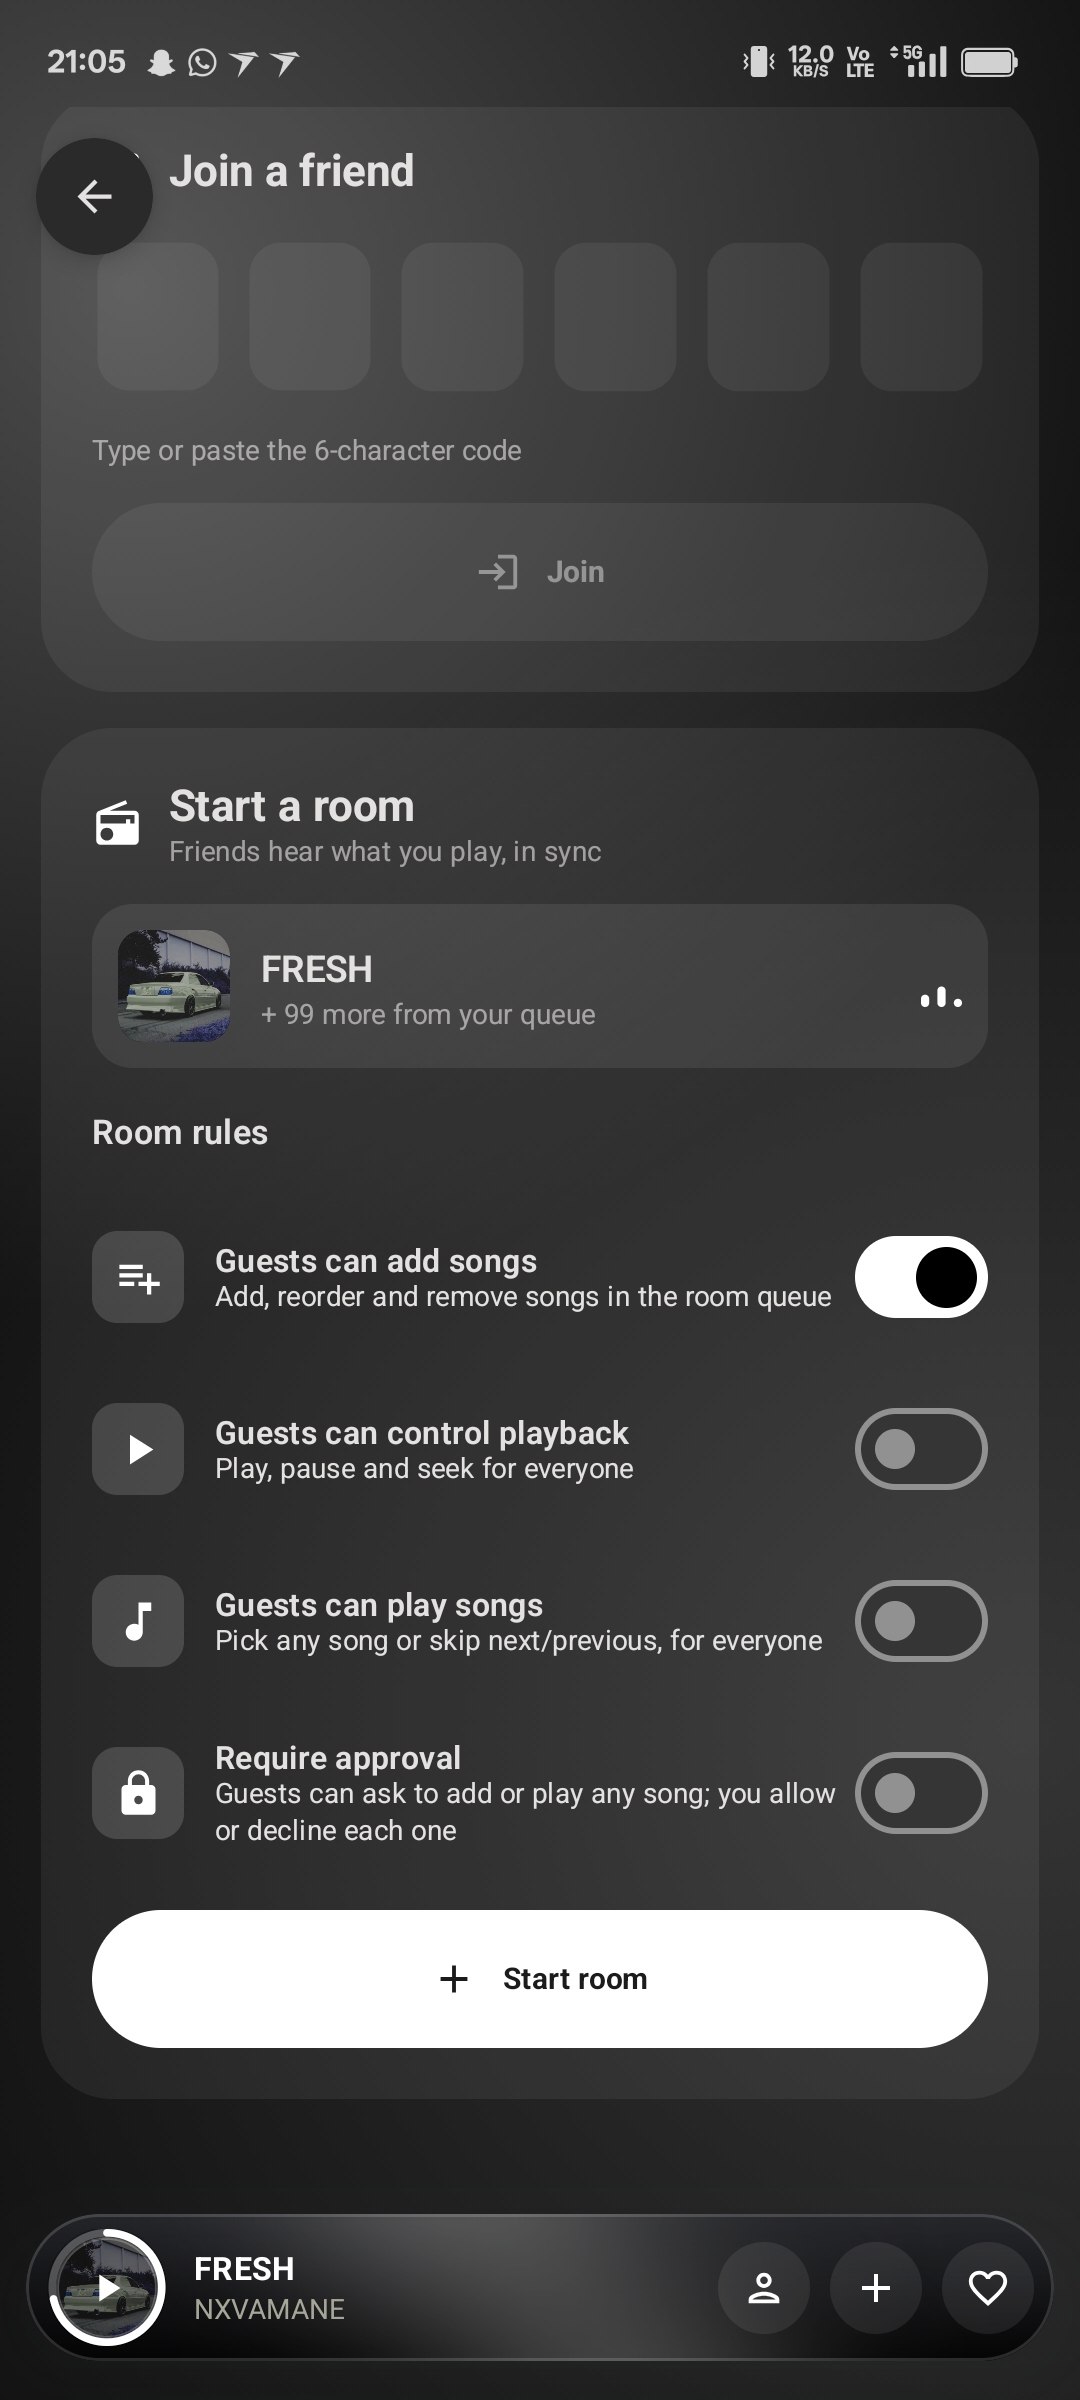 21:05
12.0
KB/S
Vo
LTE
5G
Join a friend
Type or paste the 6-character code
Join
Start a room
Friends hear what you play, in sync
FRESH
+ 99 more from your queue
Room rules
Guests can add songs
Add, reorder and remove songs in the room queue
Guests can control playback
Play, pause and seek for everyone
Guests can play songs
Pick any song or skip next/previous, for everyone
Require approval
Guests can ask to add or play any song; you allow
or decline each one
Start room
FRESH
NXVAMANE